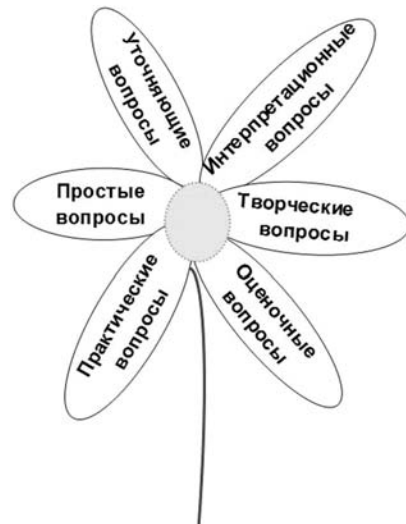 Уточняющие
вопросы
Интерпретационные
вопросы
Простые
вопросы
Творческие
вопросы
Практические
вопросы
Оценочные
вопросы